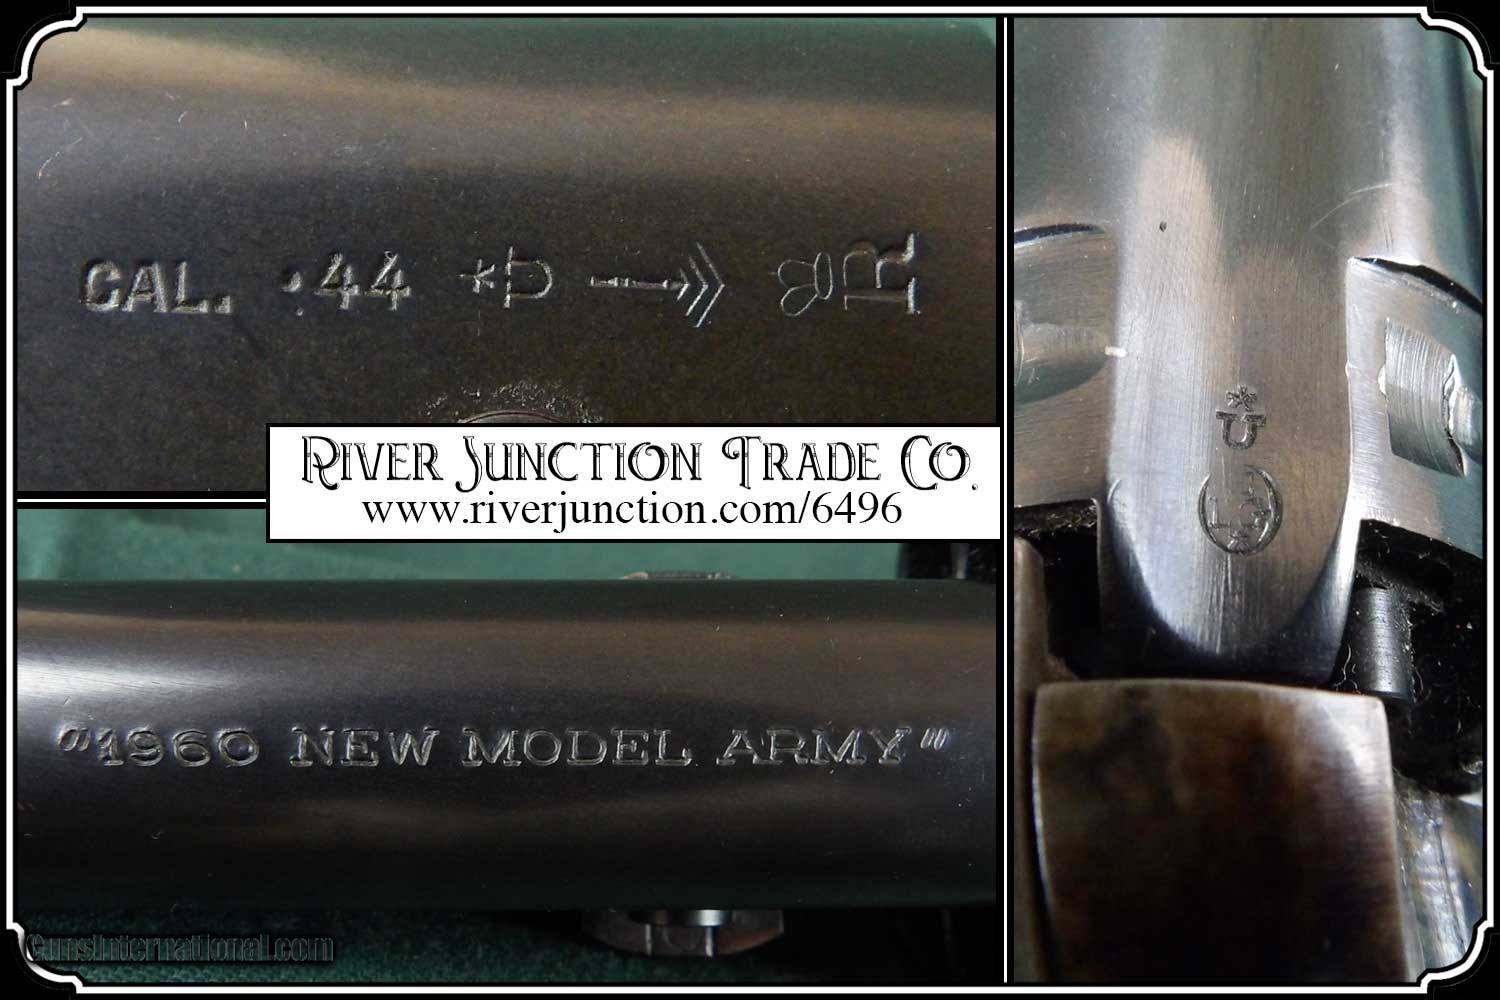 CAL. .44 U R
RIVER JUNCTION TRADE CO.
www.riverjunction.com/6496
"1960 NEW MODEL ARMY"
U
GunsInternational.com